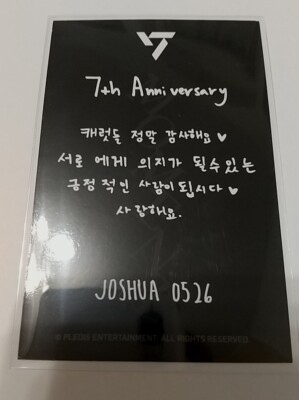 7th Anniversary
캐럿들 정말 감사해요 ♥
서로 에게 의지가 될수 있는
긍정적인 사람이 됩시다 ♥
사랑해요.
JOSHUA 0526
© PLEDIS ENTERTAINMENT. ALL RIGHTS RESERVED.